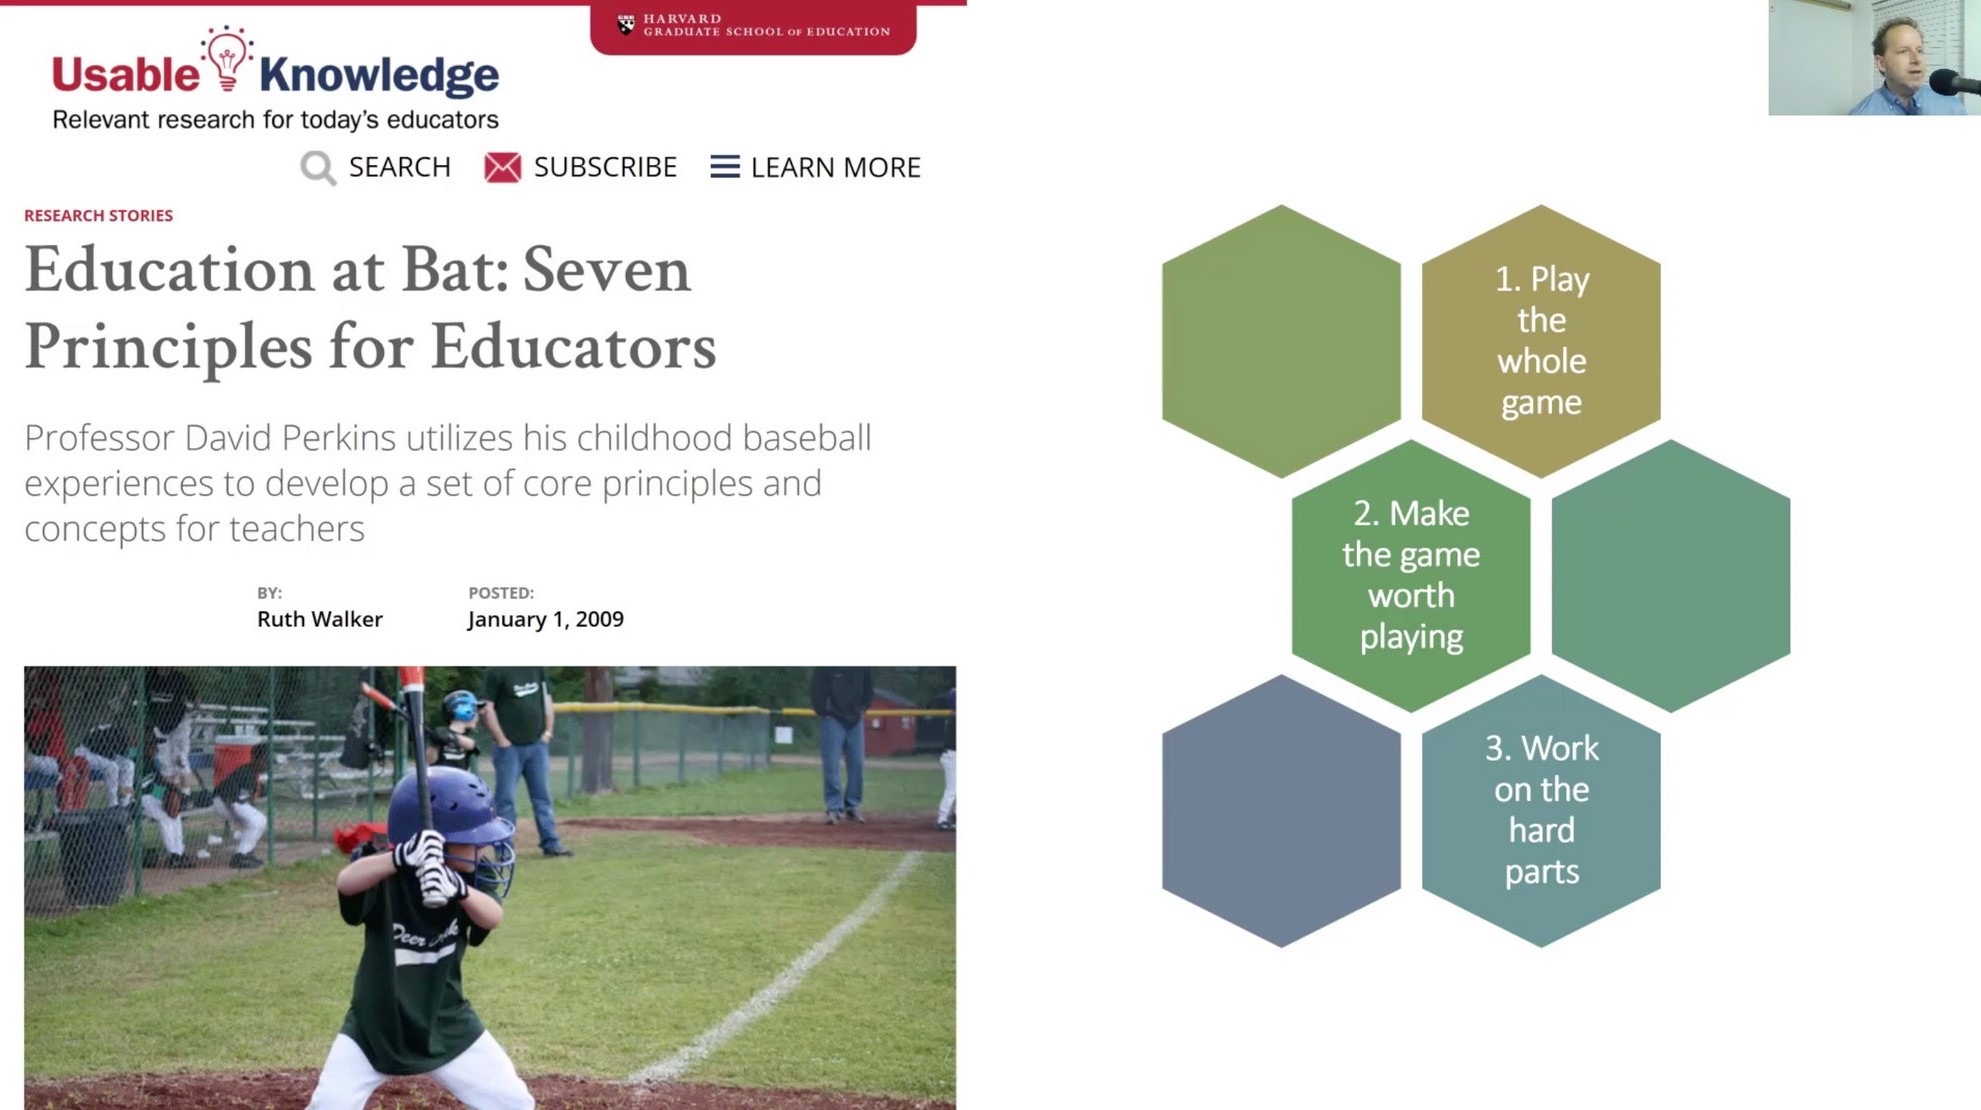 HARVARD
GRADUATE SCHOOL OF EDUCATION
Usable Knowledge
Relevant research for today's educators
SEARCH SUBSCRIBE LEARN MORE
RESEARCH STORIES
Education at Bat: Seven
Principles for Educators
Professor David Perkins utilizes his childhood baseball
experiences to develop a set of core principles and
concepts for teachers
BY: POSTED:
Ruth Walker January 1, 2009
1. Play
the
whole
game
2. Make
the game
worth
playing
3. Work
on the
hard
parts